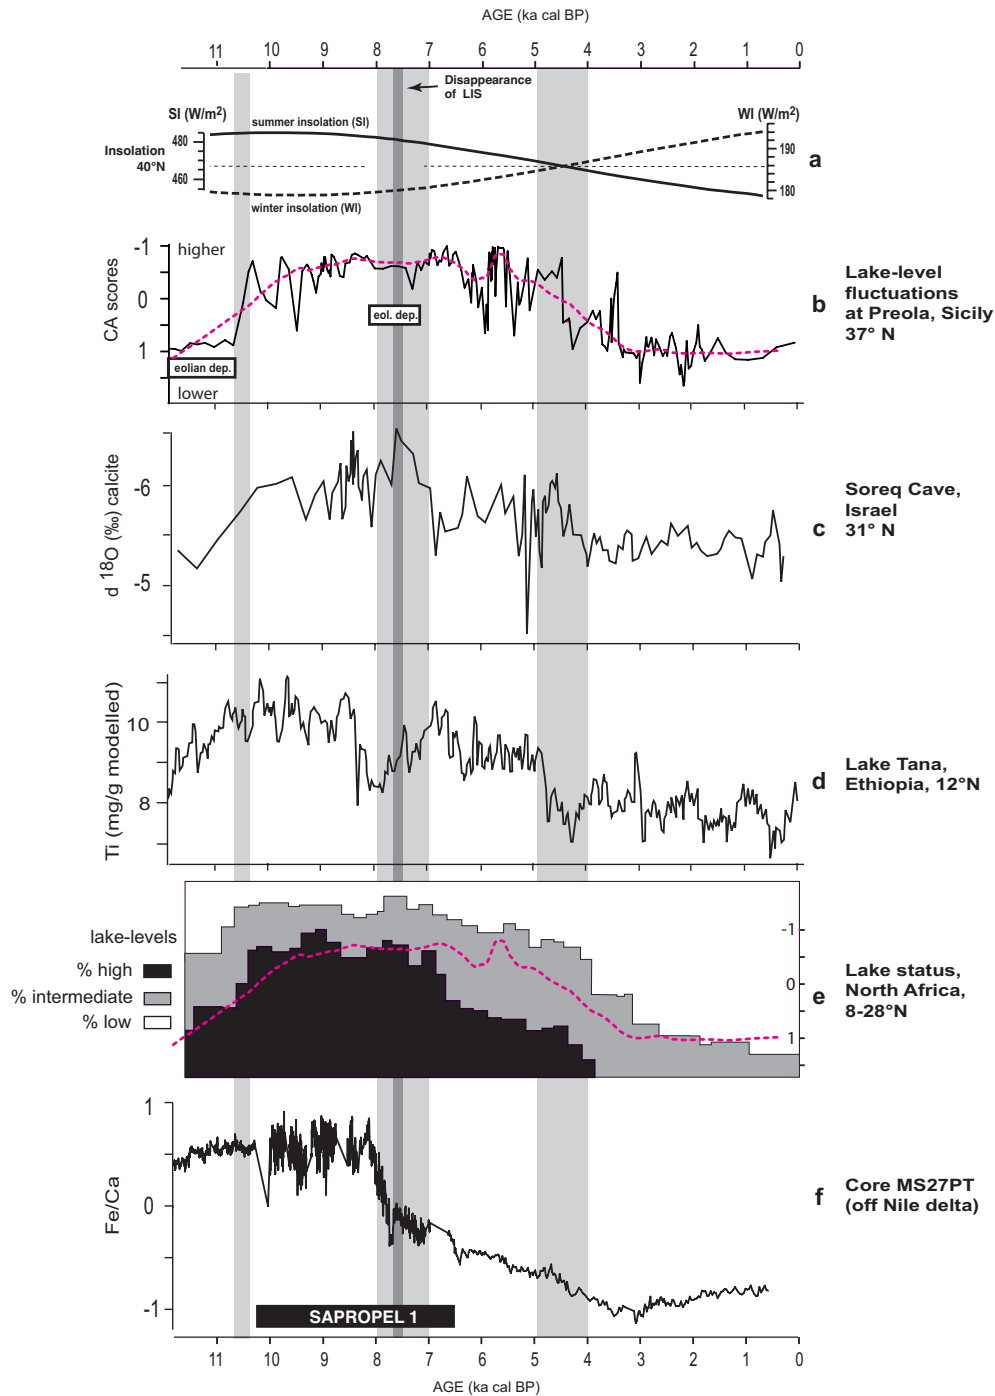 AGE (ka cal BP)
11 10 9 8 7 6 5 4 3 2 1 0
Disappearance
of LIS
SI (W/m²)
WI (W/m²)
summer insolation (SI)
480
190
Insolation
40°N
a
460
180
winter insolation (WI)
-1
higher
CA scores
0
eol. dep.
1
eolian dep.
lower
b
Lake-level
fluctuations
at Preola, Sicily
37° N
d ¹⁸O (‰) calcite
-6
-5
c
Soreq Cave,
Israel
31° N
Ti (mg/g modelled)
10
8
d
Lake Tana,
Ethiopia, 12°N
lake-levels
% high
% intermediate
% low
-1
0
1
e
Lake status,
North Africa,
8-28°N
1
Fe/Ca
0
-1
f
Core MS27PT
(off Nile delta)
SAPROPEL 1
11 10 9 8 7 6 5 4 3 2 1 0
AGE (ka cal BP)